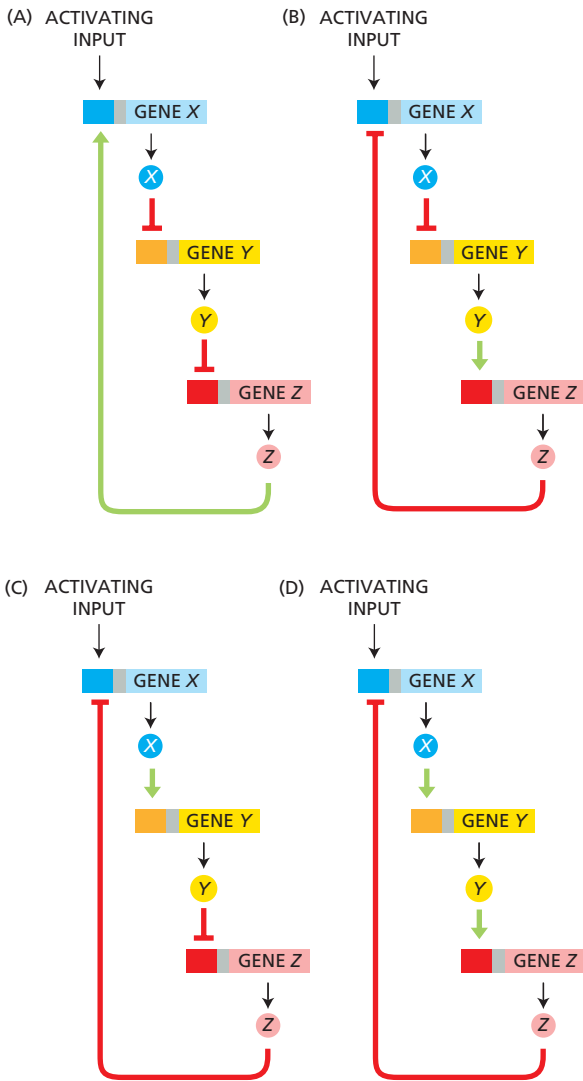 (A) ACTIVATING
INPUT
GENE X
X
GENE Y
Y
GENE Z
Z
(B) ACTIVATING
INPUT
GENE X
X
GENE Y
Y
GENE Z
Z
(C) ACTIVATING
INPUT
GENE X
X
GENE Y
Y
GENE Z
Z
(D) ACTIVATING
INPUT
GENE X
X
GENE Y
Y
GENE Z
Z